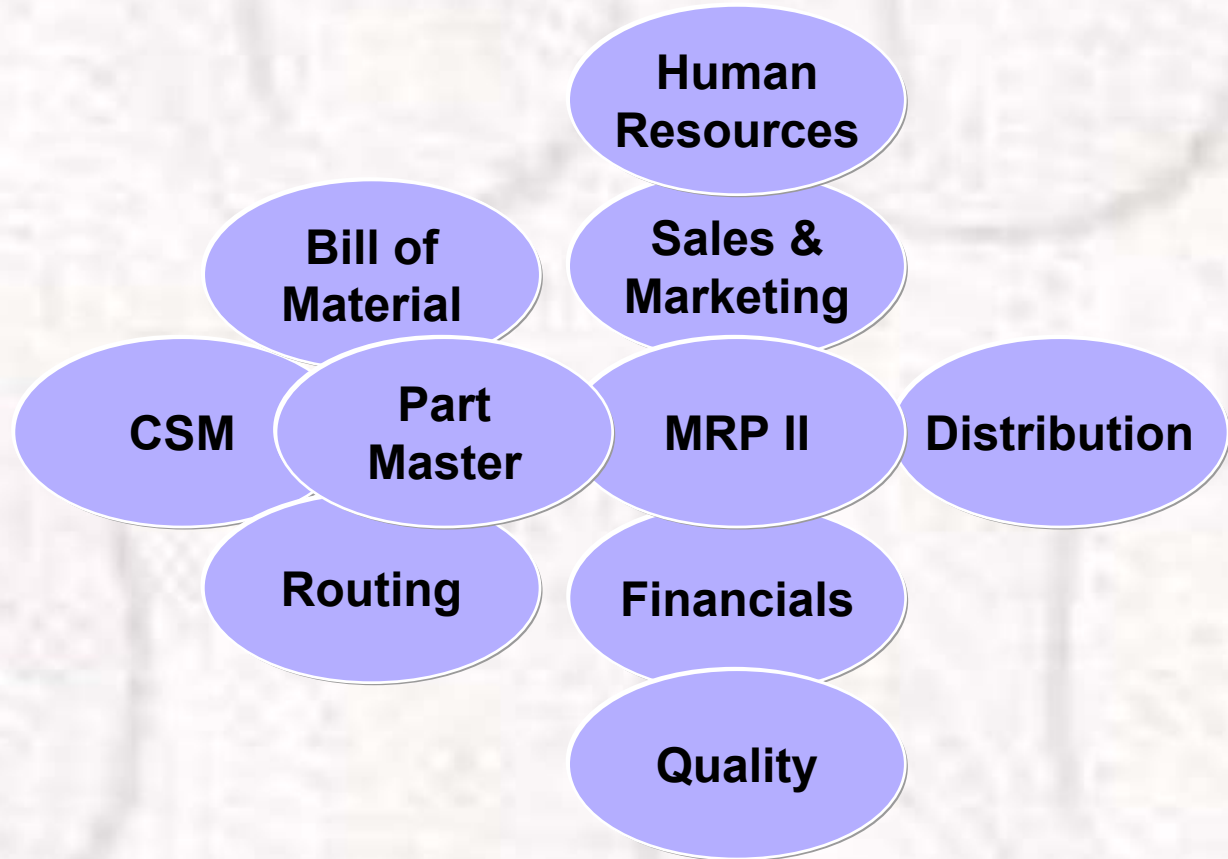 Human
Resources
Bill of
Material
Sales &
Marketing
CSM
Part
Master
MRP II
Distribution
Routing
Financials
Quality